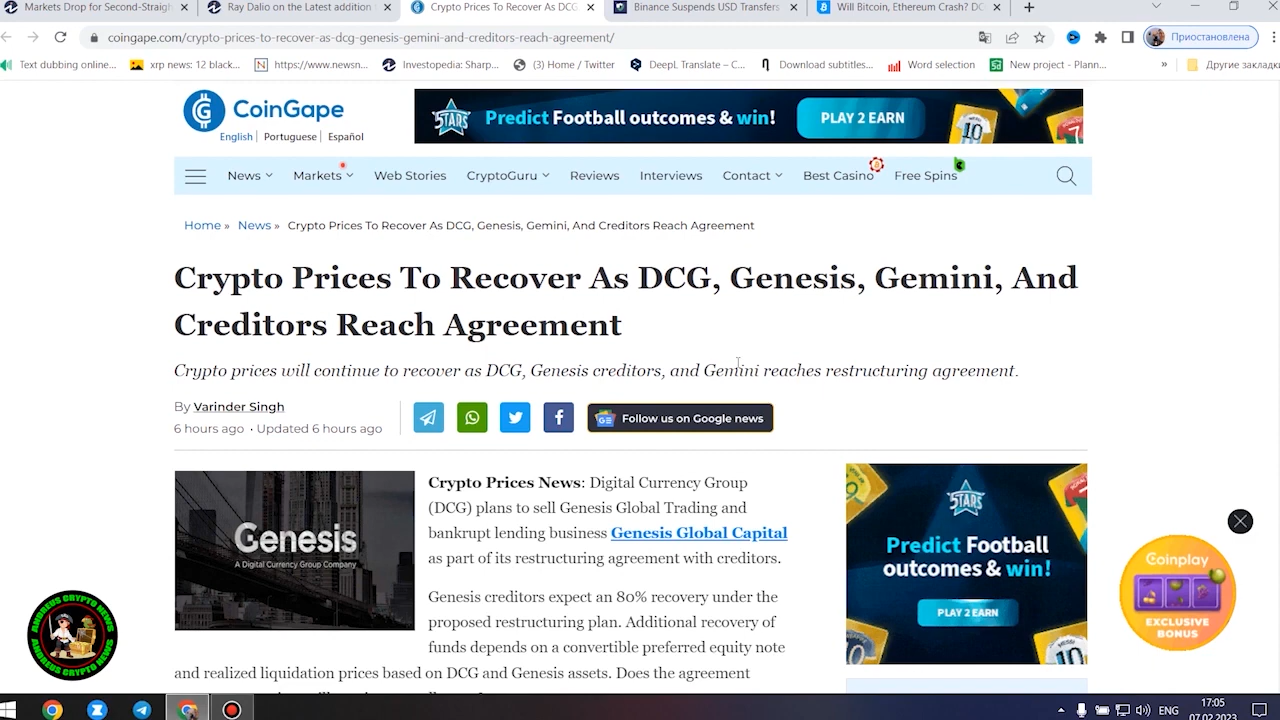 Markets Drop for Second-Straigh
Ray Dalio on the Latest addition
Crypto Prices To Recover As DCG,
Binance Suspends USD Transfers
Will Bitcoin, Ethereum Crash? DC
coingape.com/crypto-prices-to-recover-as-dcg-genesis-gemini-and-creditors-reach-agreement/
Приостановлена
Text dubbing online...
xrp news: 12 black...
https://www.newsn...
Investopedia: Sharp...
(3) Home / Twitter
DeepL Translate – C...
Download subtitles...
Word selection
New project - Plann...
»
Другие закладки
CoinGape
English | Portuguese | Español
STARS
Predict Football outcomes & win!
PLAY 2 EARN
10
7
News
Markets
Web Stories
CryptoGuru
Reviews
Interviews
Contact
Best Casino
Free Spins
Home » News » Crypto Prices To Recover As DCG, Genesis, Gemini, And Creditors Reach Agreement
Crypto Prices To Recover As DCG, Genesis, Gemini, And
Creditors Reach Agreement
Crypto prices will continue to recover as DCG, Genesis creditors, and Gemini reaches restructuring agreement.
By Varinder Singh
6 hours ago · Updated 6 hours ago
Follow us on Google news
Genesis
A Digital Currency Group Company
Crypto Prices News: Digital Currency Group
(DCG) plans to sell Genesis Global Trading and
bankrupt lending business Genesis Global Capital
as part of its restructuring agreement with creditors.
Genesis creditors expect an 80% recovery under the
proposed restructuring plan. Additional recovery of
funds depends on a convertible preferred equity note
and realized liquidation prices based on DCG and Genesis assets. Does the agreement
STARS
Predict Football
outcomes & win!
PLAY 2 EARN
MESSI
10
Coinplay
EXCLUSIVE
BONUS
ANDREUS CRYPTO NEWS
ANDREUS CRYPTO NEWS
ENG
17:05
07.02.2023